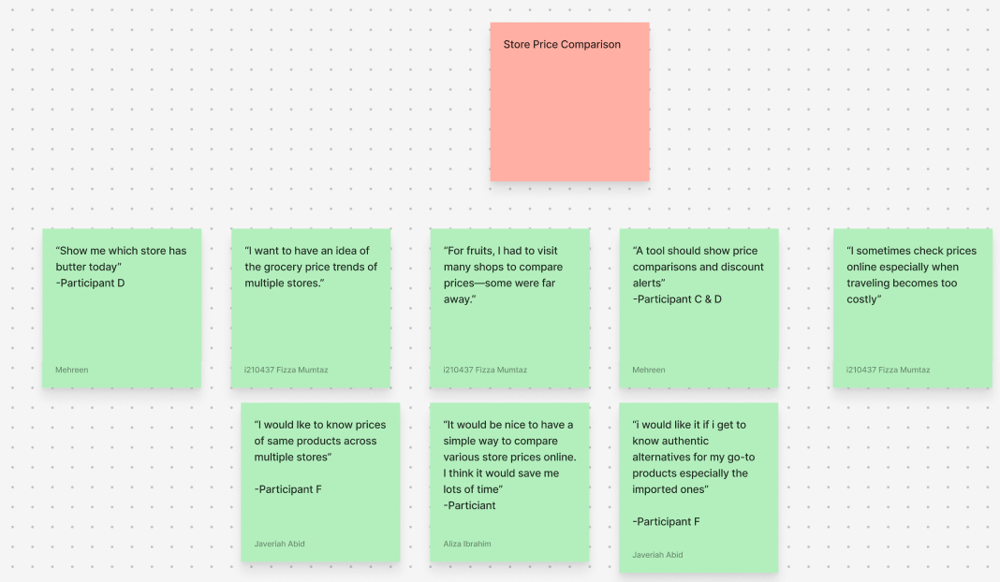 Store Price Comparison
“Show me which store has
butter today”
-Participant D
Mehreen
“I want to have an idea of
the grocery price trends of
multiple stores.”
i210437 Fizza Mumtaz
“For fruits, I had to visit
many shops to compare
prices—some were far
away.”
i210437 Fizza Mumtaz
“A tool should show price
comparisons and discount
alerts”
-Participant C & D
Mehreen
“I sometimes check prices
online especially when
traveling becomes too
costly”
i210437 Fizza Mumtaz
“I would lke to know prices
of same products across
multiple stores”
-Participant F
Javeriah Abid
“It would be nice to have a
simple way to compare
various store prices online.
I think it would save me
lots of time”
-Particiant
Aliza Ibrahim
“i would like it if i get to
know authentic
alternatives for my go-to
products especially the
imported ones”
-Participant F
Javeriah Abid